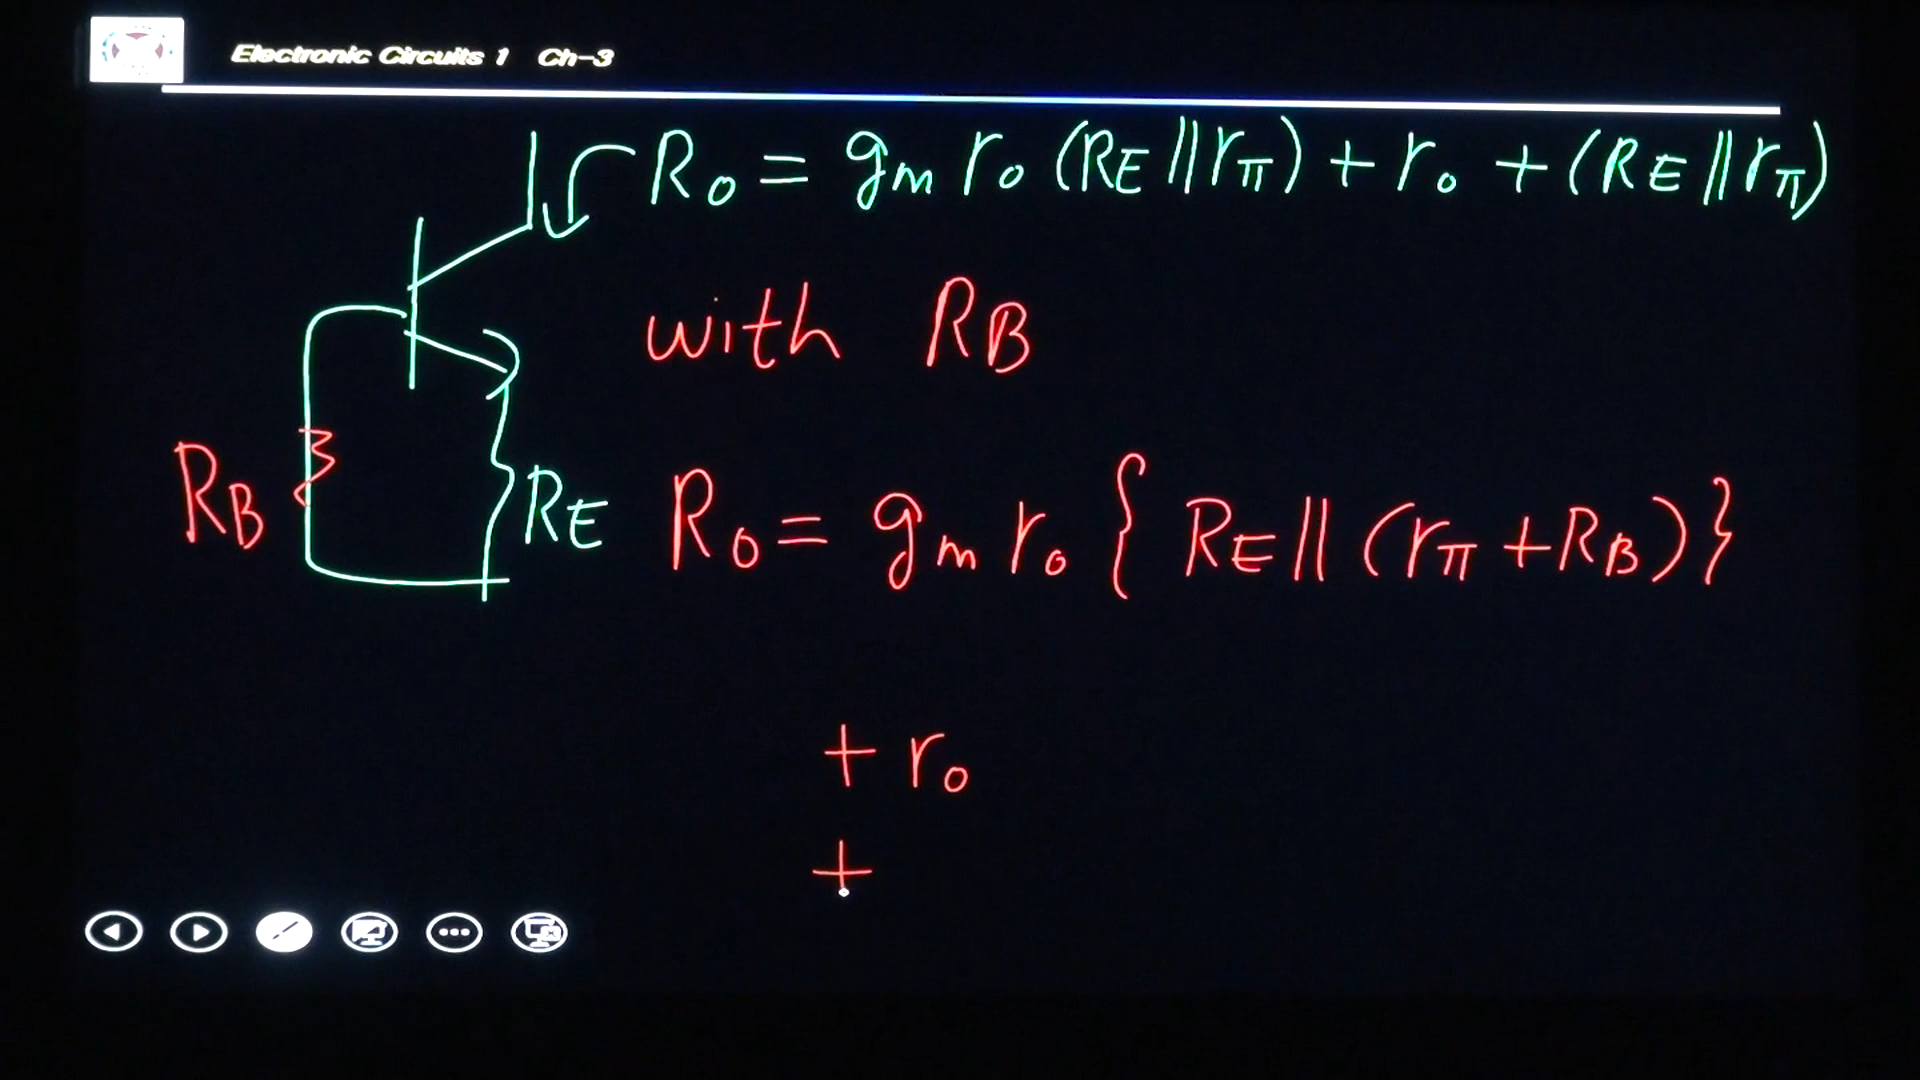 Electronic Circuits 1 Ch-3
Ro = gm ro (RE || rπ) + ro + (RE || rπ)
with RB
RB
RE
Ro = gm ro { RE || (rπ + RB) }
+ ro
+